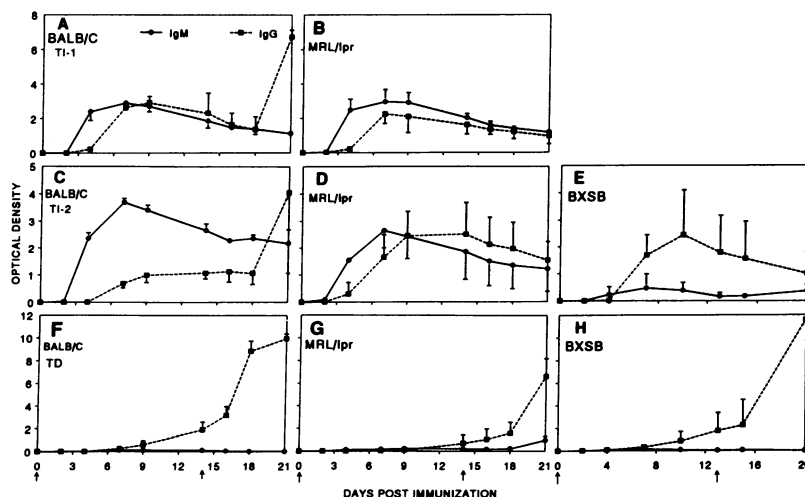 A
BALB/C
TI-1
IgM
IgG
8
6
4
2
0
B
MRL/lpr
C
BALB/C
TI-2
5
4
3
2
1
0
D
MRL/lpr
E
BXSB
OPTICAL DENSITY
F
BALB/C
TD
12
10
8
6
4
2
0
G
MRL/lpr
H
BXSB
0 3 6 9 12 15 18 21
0 3 6 9 12 15 18 21
0 4 8 12 16 20
DAYS POST IMMUNIZATION